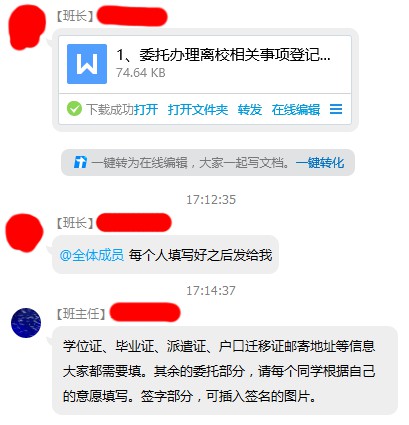 【班长】
1、委托办理离校相关事项登记...
74.64 KB
下载成功 打开 打开文件夹 转发 在线编辑
一键转为在线编辑，大家一起写文档。一键转化
17:12:35
【班长】
@全体成员 每个人填写好之后发给我
17:14:37
【班主任】
学位证、毕业证、派遣证、户口迁移证邮寄地址等信息
大家都需要填。其余的委托部分，请每个同学根据自己
的意愿填写。签字部分，可插入签名的图片。